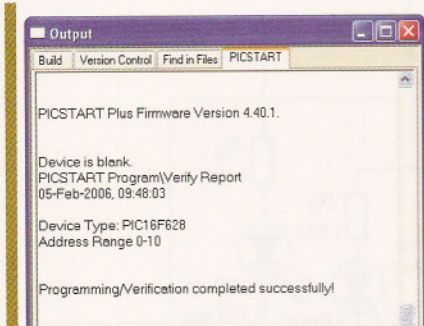 Output
Build Version Control Find in Files PICSTART
PICSTART Plus Firmware Version 4.40.1.
Device is blank.
PICSTART Program\Verify Report
05-Feb-2006, 09:48:03
Device Type: PIC16F628
Address Range 0-10
Programming/Verification completed successfully!